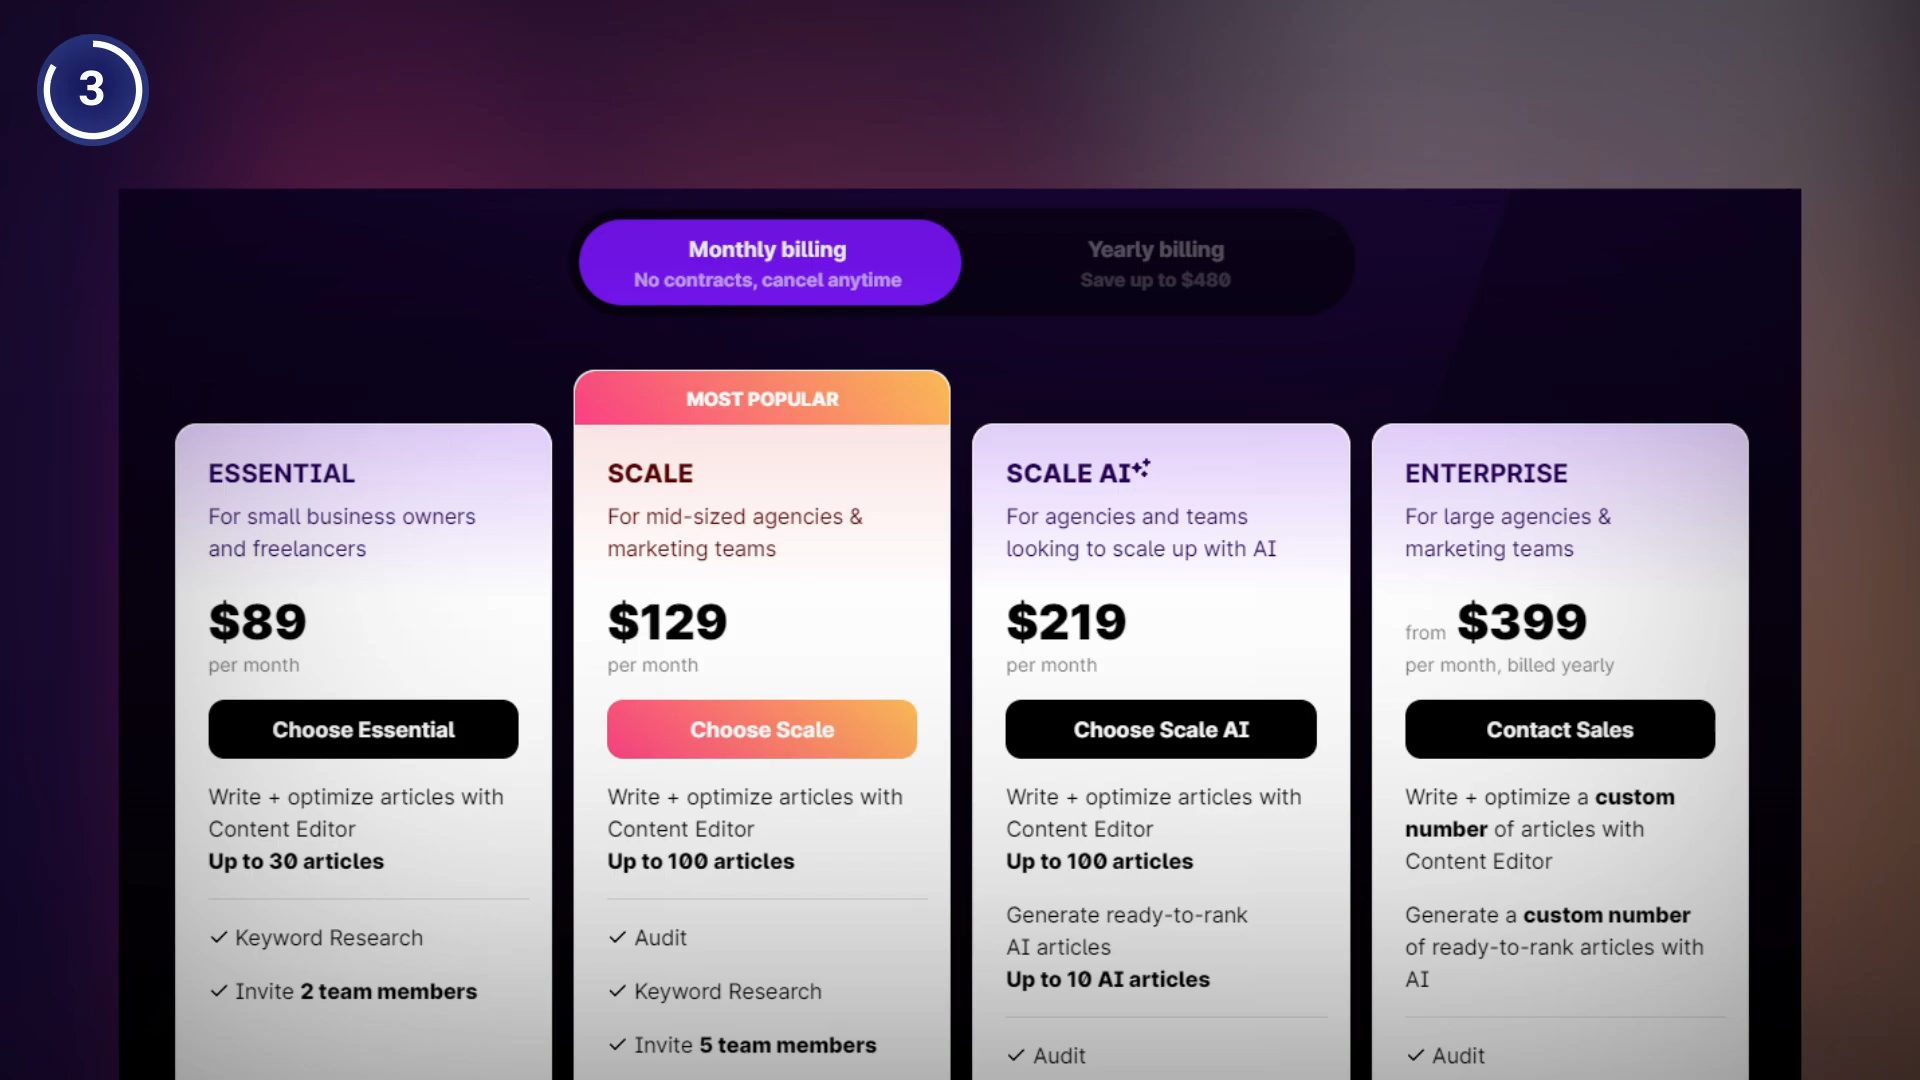 3
Monthly billing
No contracts, cancel anytime
Yearly billing
Save up to $480
MOST POPULAR
ESSENTIAL
For small business owners
and freelancers
$89
per month
Choose Essential
Write + optimize articles with
Content Editor
Up to 30 articles
✓ Keyword Research
✓ Invite 2 team members
SCALE
For mid-sized agencies &
marketing teams
$129
per month
Choose Scale
Write + optimize articles with
Content Editor
Up to 100 articles
✓ Audit
✓ Keyword Research
✓ Invite 5 team members
SCALE AI
For agencies and teams
looking to scale up with AI
$219
per month
Choose Scale AI
Write + optimize articles with
Content Editor
Up to 100 articles
Generate ready-to-rank
AI articles
Up to 10 AI articles
✓ Audit
ENTERPRISE
For large agencies &
marketing teams
from $399
per month, billed yearly
Contact Sales
Write + optimize a custom
number of articles with
Content Editor
Generate a custom number
of ready-to-rank articles with
AI
✓ Audit